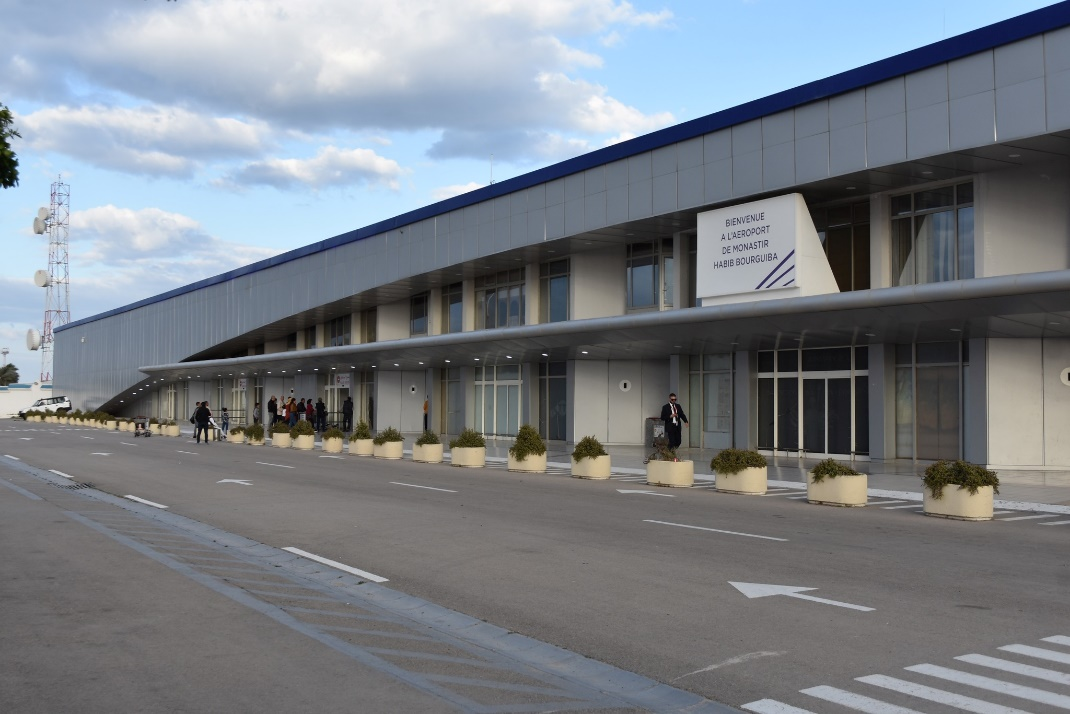 BIENVENUE
A L'AEROPORT
DE MONASTIR
HABIB BOURGUIBA